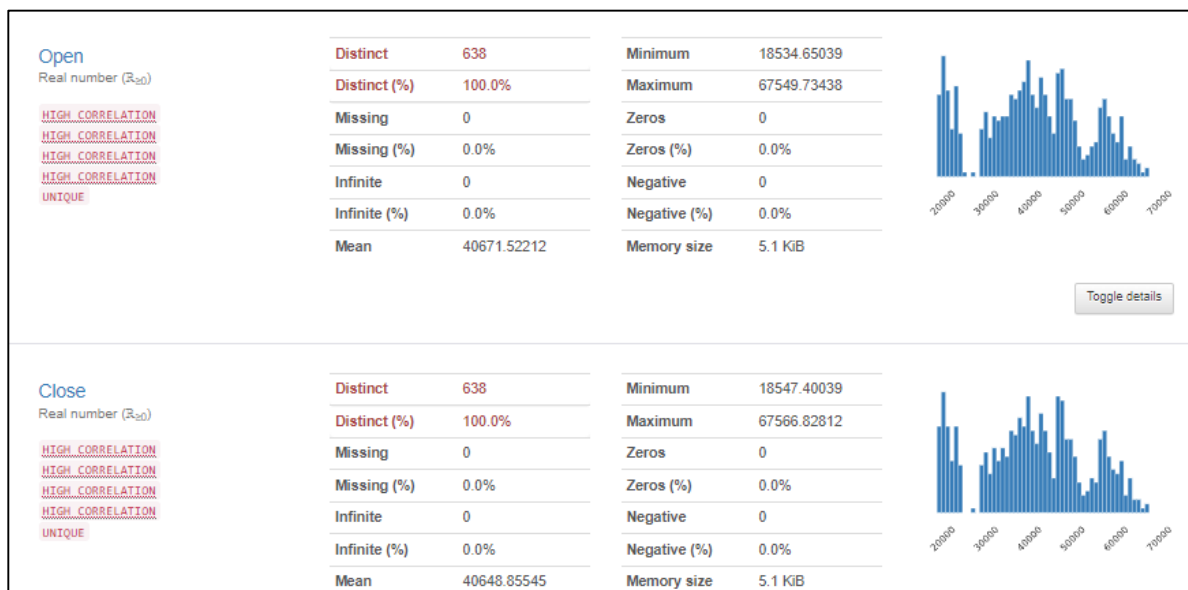 Open
Real number (ℝ≥0)
HIGH CORRELATION
HIGH CORRELATION
HIGH CORRELATION
HIGH CORRELATION
UNIQUE
Distinct 638
Distinct (%) 100.0%
Missing 0
Missing (%) 0.0%
Infinite 0
Infinite (%) 0.0%
Mean 40671.52212
Minimum 18534.65039
Maximum 67549.73438
Zeros 0
Zeros (%) 0.0%
Negative 0
Negative (%) 0.0%
Memory size 5.1 KiB
20000 30000 40000 50000 60000 70000
Toggle details
Close
Real number (ℝ≥0)
HIGH CORRELATION
HIGH CORRELATION
HIGH CORRELATION
HIGH CORRELATION
UNIQUE
Distinct 638
Distinct (%) 100.0%
Missing 0
Missing (%) 0.0%
Infinite 0
Infinite (%) 0.0%
Mean 40648.85545
Minimum 18547.40039
Maximum 67566.82812
Zeros 0
Zeros (%) 0.0%
Negative 0
Negative (%) 0.0%
Memory size 5.1 KiB
20000 30000 40000 50000 60000 70000